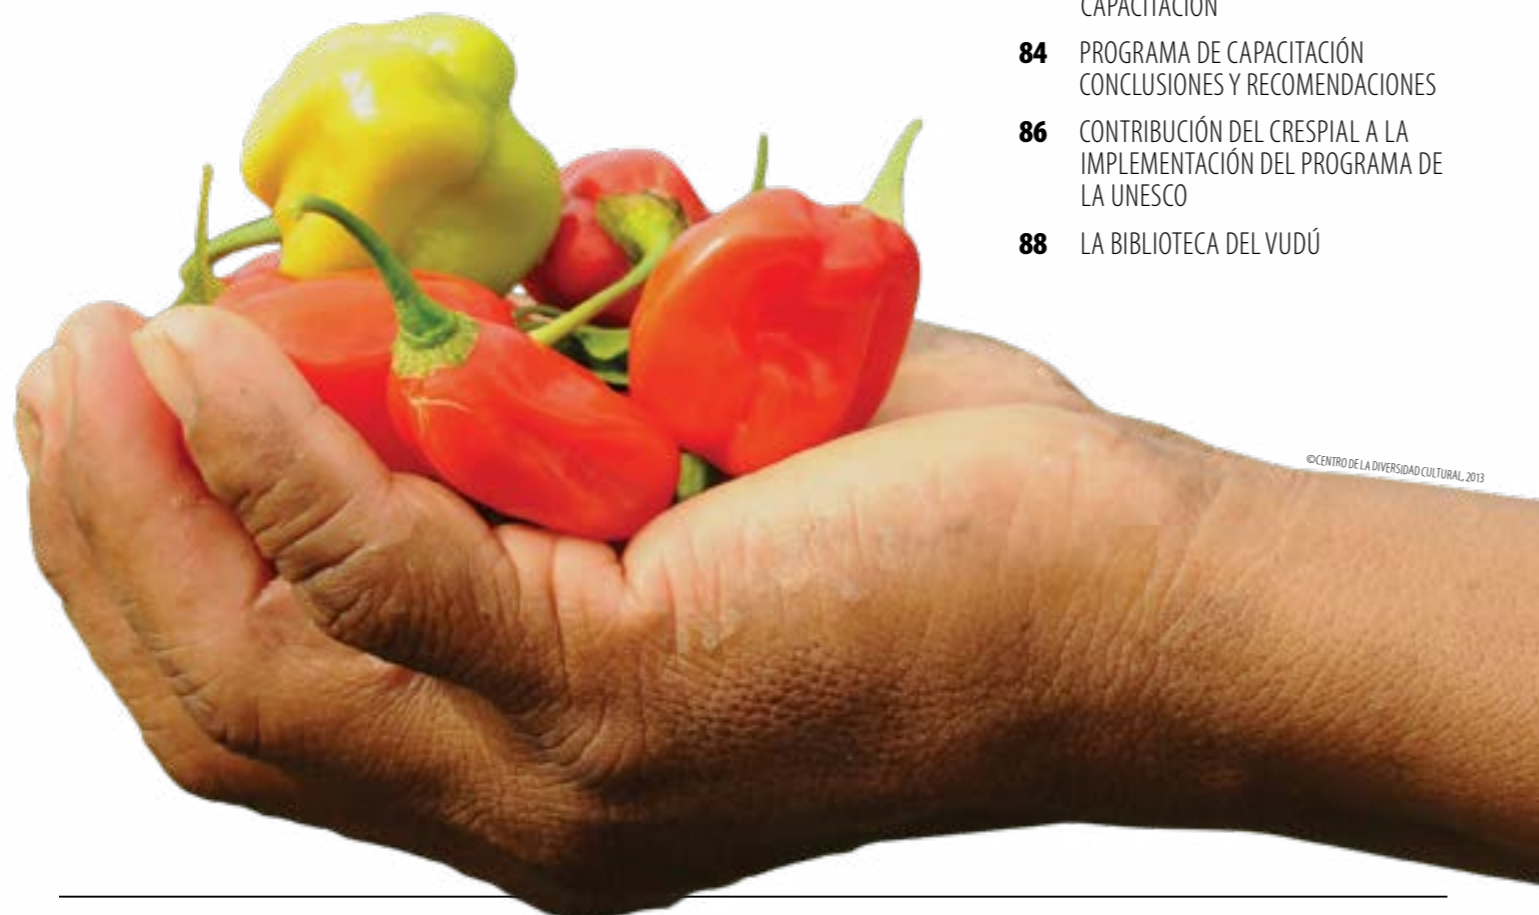 CAPACITACIÓN
84 PROGRAMA DE CAPACITACIÓN
CONCLUSIONES Y RECOMENDACIONES
86 CONTRIBUCIÓN DEL CRESPIAL A LA
IMPLEMENTACIÓN DEL PROGRAMA DE
LA UNESCO
88 LA BIBLIOTECA DEL VUDÚ
©CENTRO DE LA DIVERSIDAD CULTURAL, 2013